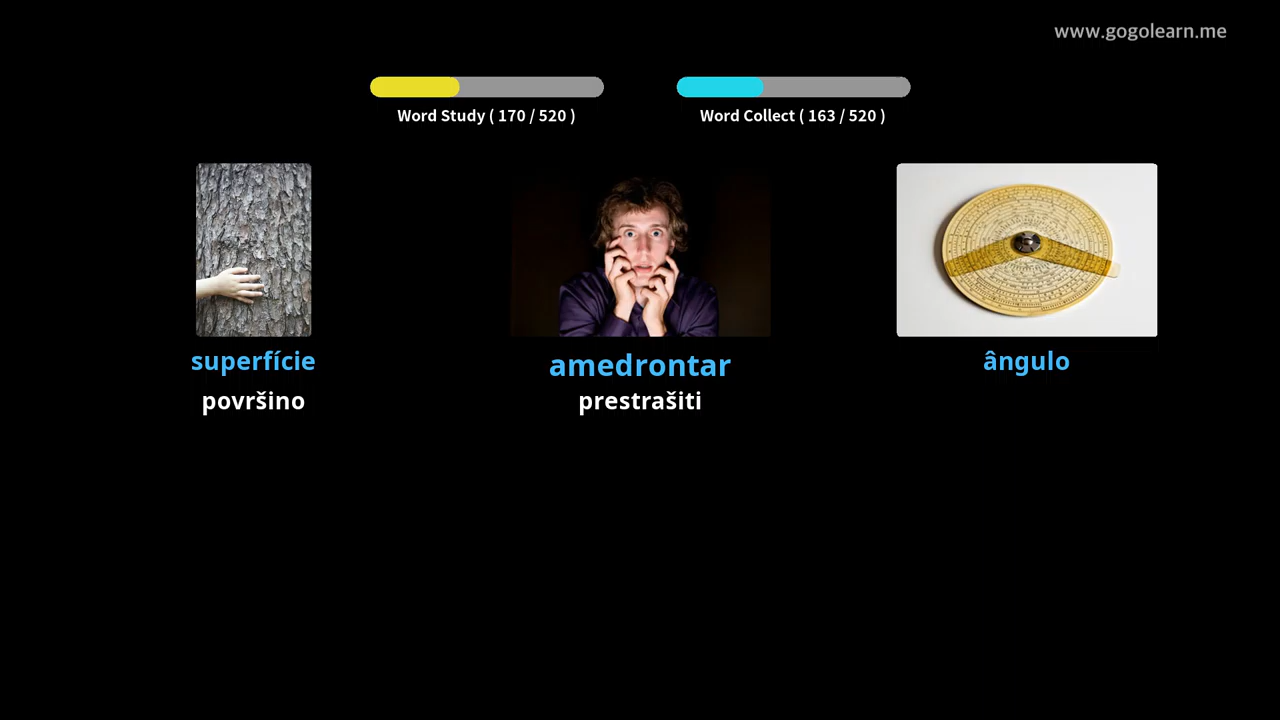 www.gogolearn.me
Word Study ( 170 / 520 )
Word Collect ( 163 / 520 )
superfície
amedrontar
ângulo
površino
prestrašiti